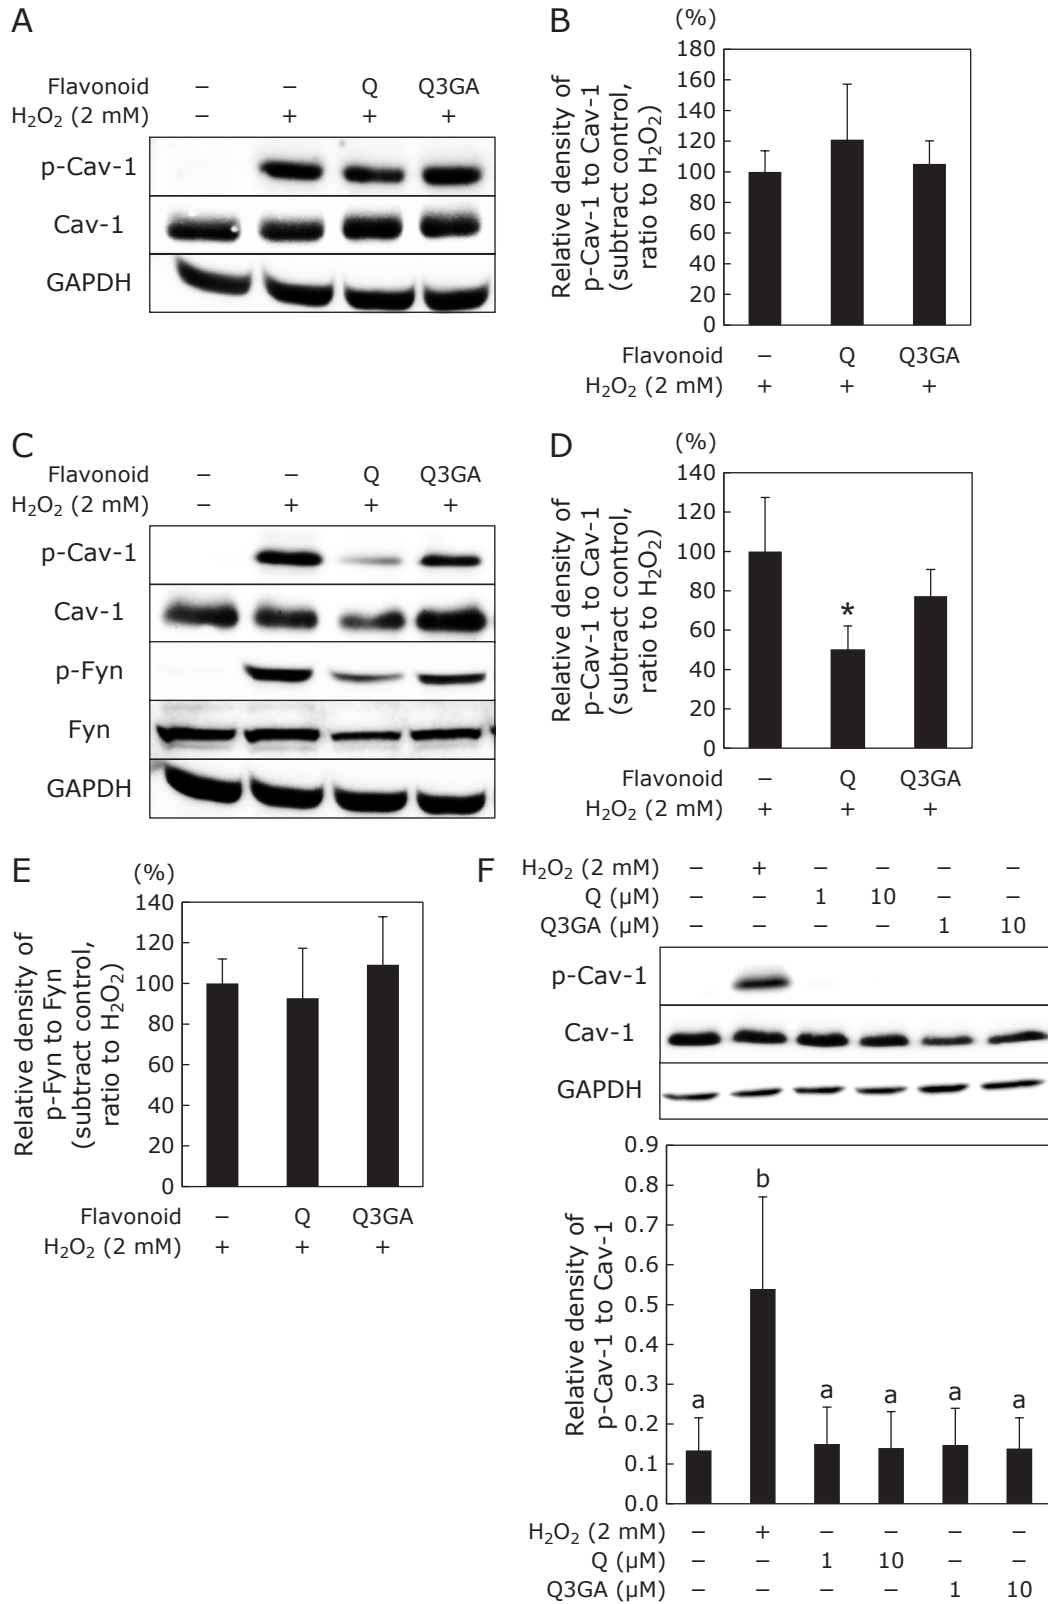 A
Flavonoid − − Q Q3GA
H₂O₂ (2 mM) − + + +
p-Cav-1
Cav-1
GAPDH
B
(%)
Relative density of
p-Cav-1 to Cav-1
(subtract control,
ratio to H₂O₂)
180
160
140
120
100
80
60
40
20
0
Flavonoid − Q Q3GA
H₂O₂ (2 mM) + + +
C
Flavonoid − − Q Q3GA
H₂O₂ (2 mM) − + + +
p-Cav-1
Cav-1
p-Fyn
Fyn
GAPDH
D
(%)
Relative density of
p-Cav-1 to Cav-1
(subtract control,
ratio to H₂O₂)
140
120
100
80
60
40
20
0
*
Flavonoid − Q Q3GA
H₂O₂ (2 mM) + + +
E
(%)
Relative density of
p-Fyn to Fyn
(subtract control,
ratio to H₂O₂)
140
120
100
80
60
40
20
0
Flavonoid − Q Q3GA
H₂O₂ (2 mM) + + +
F
H₂O₂ (2 mM) − + − − − −
Q (μM) − − 1 10 − −
Q3GA (μM) − − − − 1 10
p-Cav-1
Cav-1
GAPDH
Relative density of
p-Cav-1 to Cav-1
0.9
0.8
0.7
0.6
0.5
0.4
0.3
0.2
0.1
0.0
a b a a a a
H₂O₂ (2 mM) − + − − − −
Q (μM) − − 1 10 − −
Q3GA (μM) − − − − 1 10